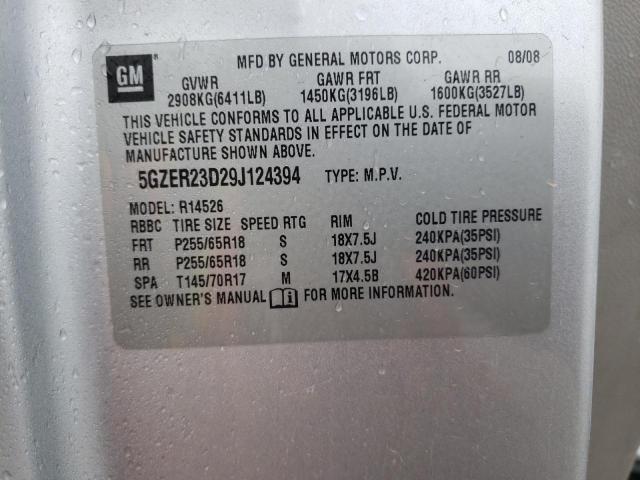 GM
MFD BY GENERAL MOTORS CORP. 08/08
GVWR GAWR FRT GAWR RR
2908KG(6411LB) 1450KG(3196LB) 1600KG(3527LB)
THIS VEHICLE CONFORMS TO ALL APPLICABLE U.S. FEDERAL MOTOR
VEHICLE SAFETY STANDARDS IN EFFECT ON THE DATE OF
MANUFACTURE SHOWN ABOVE.
5GZER23D29J124394 TYPE: M.P.V.
MODEL: R14526
RBBC TIRE SIZE SPEED RTG RIM COLD TIRE PRESSURE
FRT P255/65R18 S 18X7.5J 240KPA(35PSI)
RR P255/65R18 S 18X7.5J 240KPA(35PSI)
SPA T145/70R17 M 17X4.5B 420KPA(60PSI)
SEE OWNER'S MANUAL FOR MORE INFORMATION.